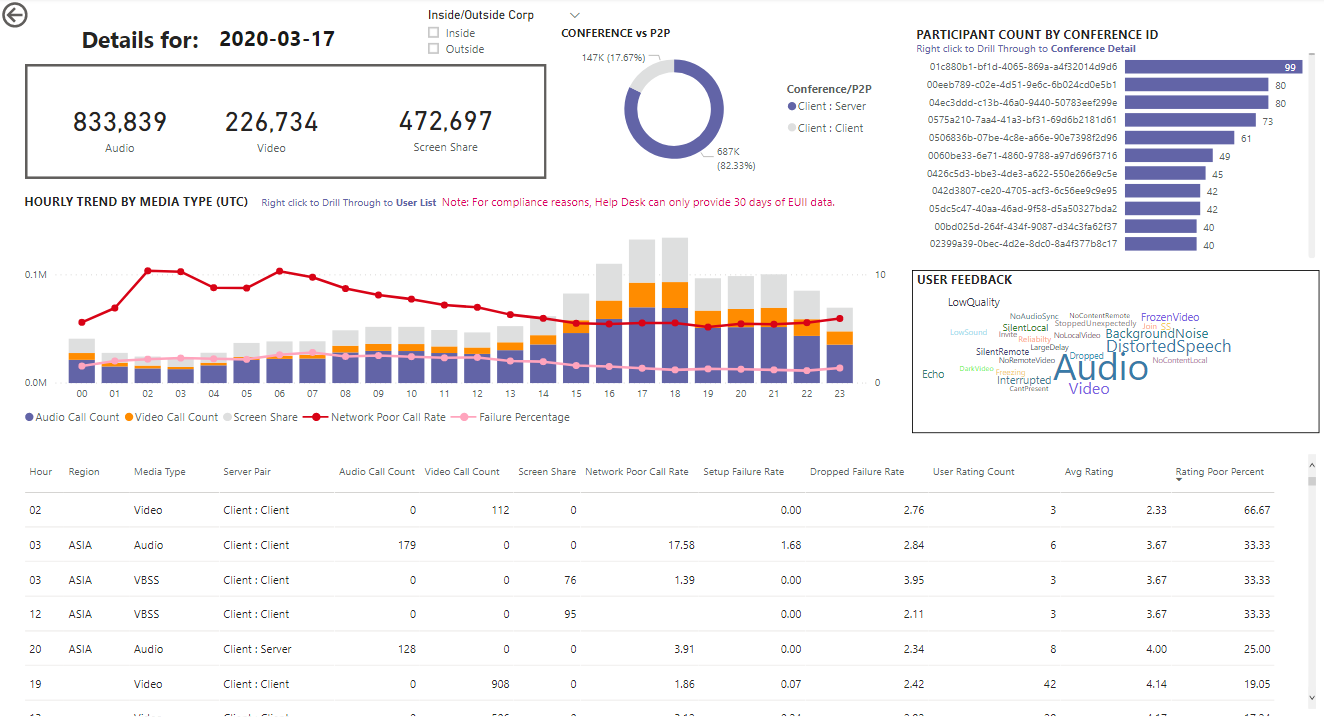 Inside/Outside Corp
Inside
Outside
Details for: 2020-03-17
833,839
Audio
226,734
Video
472,697
Screen Share
CONFERENCE vs P2P
147K (17.67%)
687K
(82.33%)
Conference/P2P
Client : Server
Client : Client
PARTICIPANT COUNT BY CONFERENCE ID
Right click to Drill Through to Conference Detail
01c880b1-bf1d-4065-869a-a4f32014d9d6 99
00eeb789-c02e-4d51-9e6c-6b024cd0e5b1 80
04ec3ddd-c13b-46a0-9440-50783eef299e 80
0575a210-7aa4-41a3-bf31-69d6b2181d61 73
0506836b-07be-4c8e-a66e-90e7398f2d96 61
0060be33-6e71-4860-9788-a97d696f3716 49
0426c5d3-bbe3-4de3-a622-550e266e9c5e 45
042d3807-ce20-4705-acf3-6c56ee9c9e95 42
05dc5c47-40aa-46ad-9f58-d5a50327bda2 42
00bd025d-264f-434f-9087-d34c3fa62f37 40
02399a39-0bec-4d2e-8dc0-8a4f377b8c17 40
HOURLY TREND BY MEDIA TYPE (UTC) Right click to Drill Through to User List Note: For compliance reasons, Help Desk can only provide 30 days of EUII data.
0.1M 10
0.0M 0
00 01 02 03 04 05 06 07 08 09 10 11 12 13 14 15 16 17 18 19 20 21 22 23
Audio Call Count Video Call Count Screen Share Network Poor Call Rate Failure Percentage
USER FEEDBACK
LowQuality
NoAudioSync
NoContentRemote
FrozenVideo
SilentLocal
StoppedUnexpectedly
Join
SS
LowSound
Invite
Reliabilty
NoLocalVideo
BackgroundNoise
SilentRemote
LargeDelay
DistortedSpeech
NoRemoteVideo
Dropped
NoContentLocal
Echo
DarkVideo
Freezing
Audio
Interrupted
CantPresent
Video
Hour Region Media Type Server Pair Audio Call Count Video Call Count Screen Share Network Poor Call Rate Setup Failure Rate Dropped Failure Rate User Rating Count Avg Rating Rating Poor Percent
02 Video Client : Client 0 112 0 0.00 2.76 3 2.33 66.67
03 ASIA Audio Client : Client 179 0 0 17.58 1.68 2.84 6 3.67 33.33
03 ASIA VBSS Client : Client 0 0 76 1.39 0.00 3.95 3 3.67 33.33
12 ASIA VBSS Client : Client 0 0 95 0.00 2.11 3 3.67 33.33
20 ASIA Audio Client : Server 128 0 0 3.91 0.00 2.34 8 4.00 25.00
19 Video Client : Client 0 908 0 1.86 0.07 2.42 42 4.14 19.05